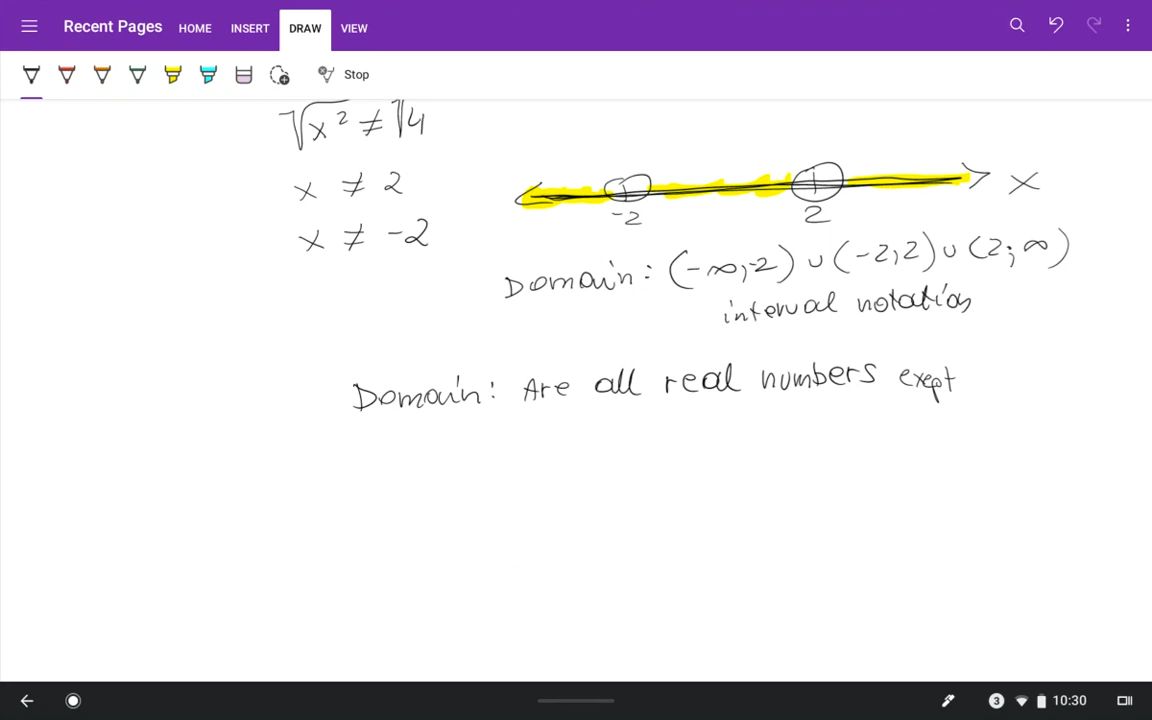 Recent Pages HOME INSERT DRAW VIEW
Stop
√x² ≠ √4
x ≠ 2
x ≠ -2
-2 2 x
Domain: (-∞;-2) ∪ (-2;2) ∪ (2;∞)
interval notation
Domain: Are all real numbers exept
3 10:30